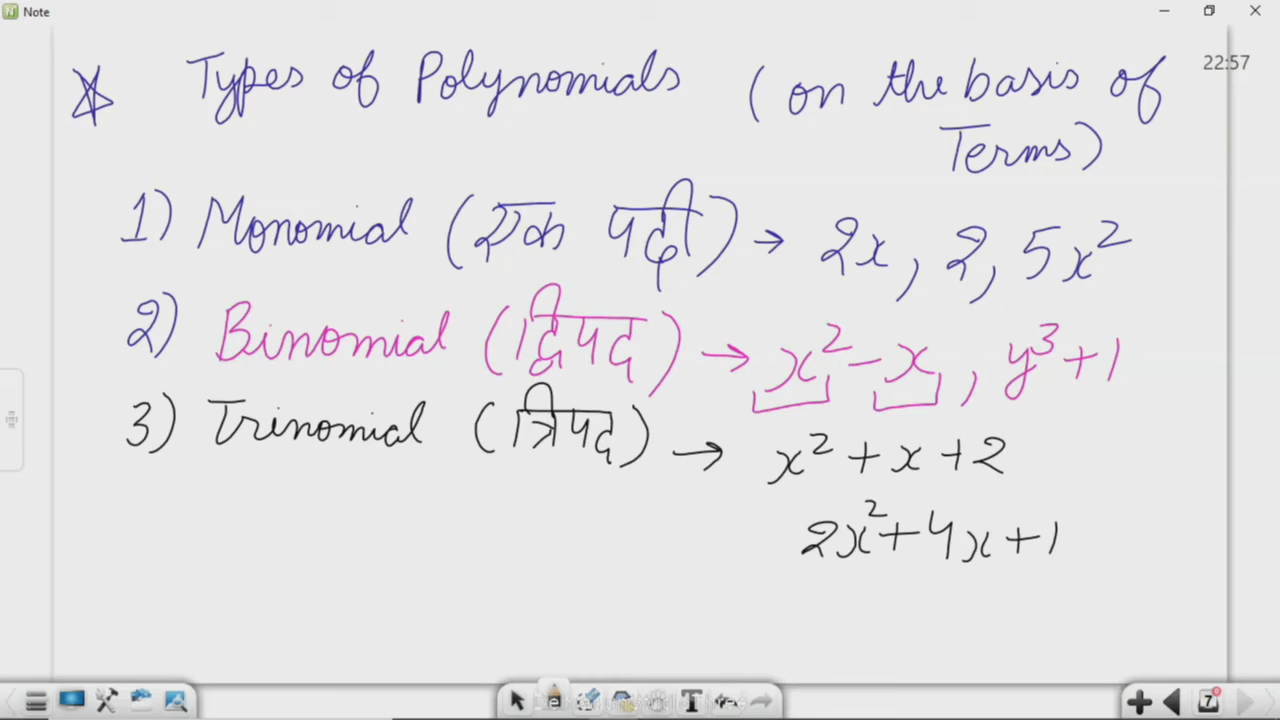 Note
22:57
☆ Types of Polynomials (on the basis of
Terms)
1) Monomial (एक पदी) → 2x, 2, 5x²
2) Binomial (द्विपद) → x² - x, y³ + 1
3) Trinomial (त्रिपद) → x² + x + 2
2x² + 4x + 1
7